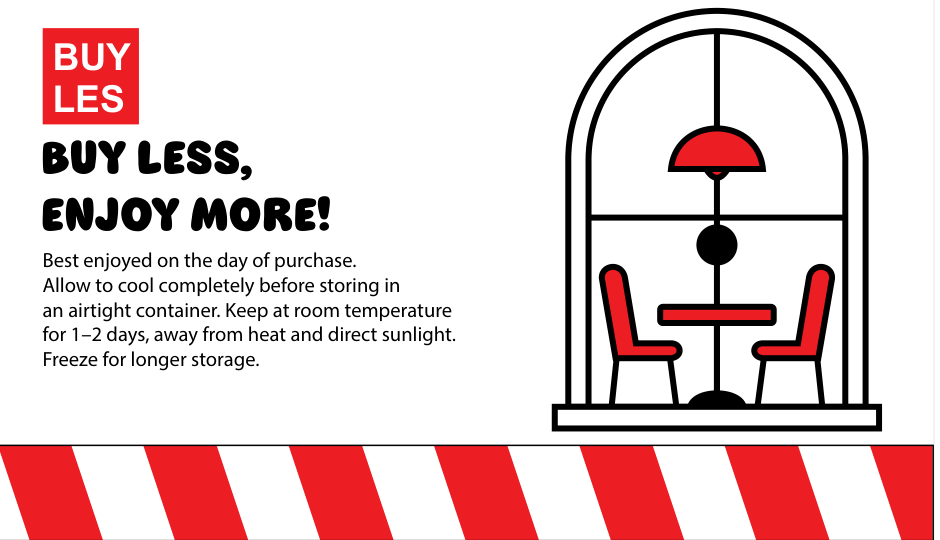 BUY
LES
BUY LESS,
ENJOY MORE!
Best enjoyed on the day of purchase.
Allow to cool completely before storing in
an airtight container. Keep at room temperature
for 1–2 days, away from heat and direct sunlight.
Freeze for longer storage.